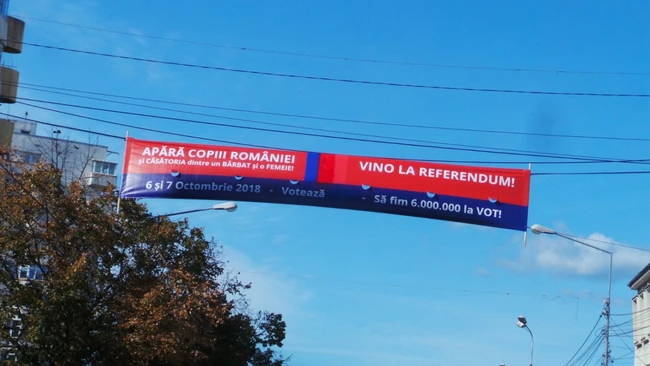 APĂRĂ COPIII ROMÂNIEI
și CĂSĂTORIA dintre un BĂRBAT și o FEMEIE!
VINO LA REFERENDUM!
6 și 7 Octombrie 2018 - Votează - Să fim 6.000.000 la VOT!